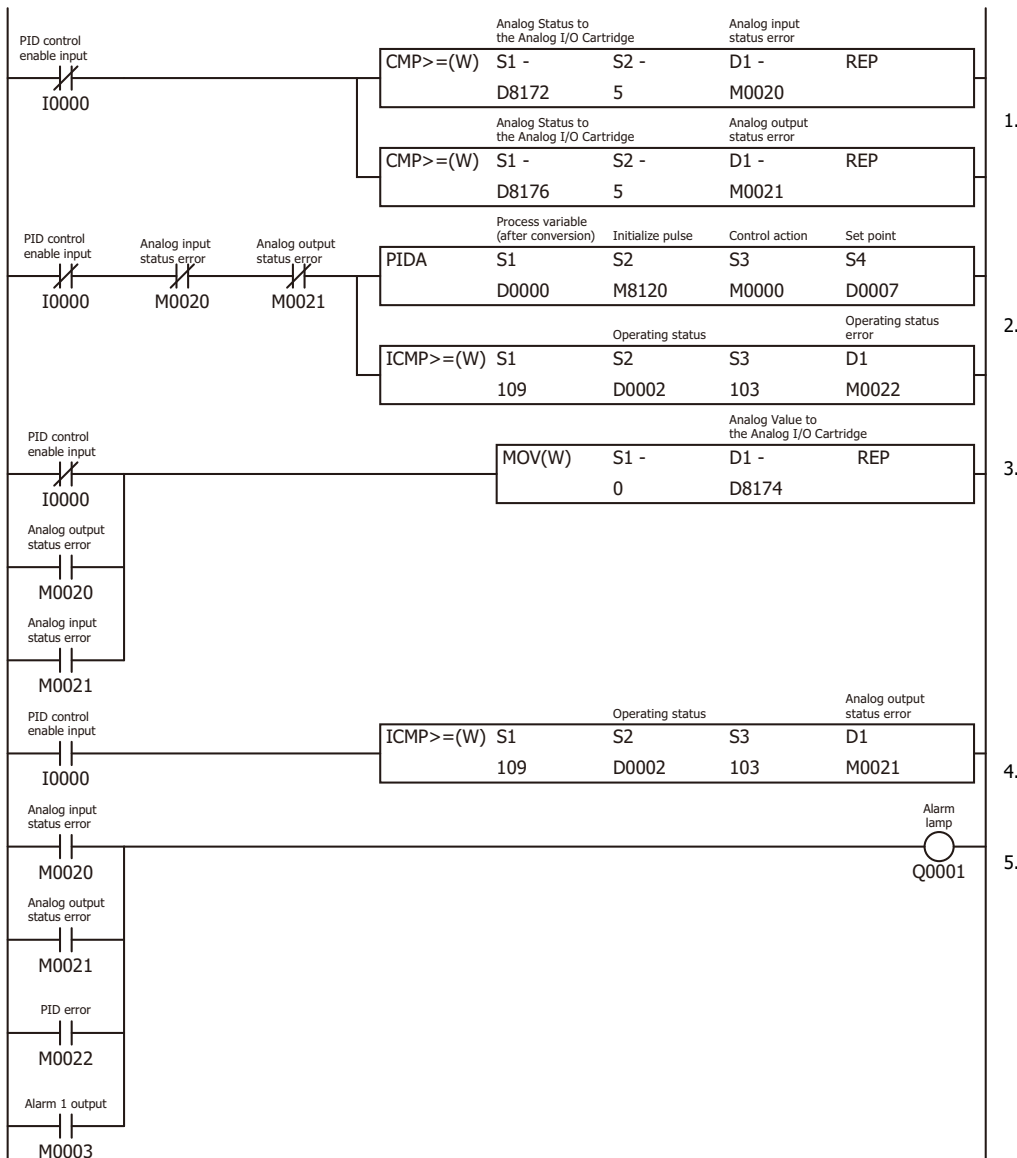 PID control
enable input
I0000
Analog Status to
the Analog I/O Cartridge
Analog input
status error
CMP>=(W) S1 - S2 - D1 - REP
D8172 5 M0020
1.
Analog Status to
the Analog I/O Cartridge
Analog output
status error
CMP>=(W) S1 - S2 - D1 - REP
D8176 5 M0021
PID control
enable input
I0000
Analog input
status error
M0020
Analog output
status error
M0021
Process variable
(after conversion) Initialize pulse Control action Set point
PIDA S1 S2 S3 S4
D0000 M8120 M0000 D0007
2.
Operating status
Operating status
error
ICMP>=(W) S1 S2 S3 D1
109 D0002 103 M0022
PID control
enable input
I0000
Analog Value to
the Analog I/O Cartridge
MOV(W) S1 - D1 - REP
0 D8174
3.
Analog output
status error
M0020
Analog input
status error
M0021
PID control
enable input
I0000
Operating status
Analog output
status error
ICMP>=(W) S1 S2 S3 D1
109 D0002 103 M0021
4.
Analog input
status error
M0020
Alarm
lamp
Q0001
5.
Analog output
status error
M0021
PID error
M0022
Alarm 1 output
M0003